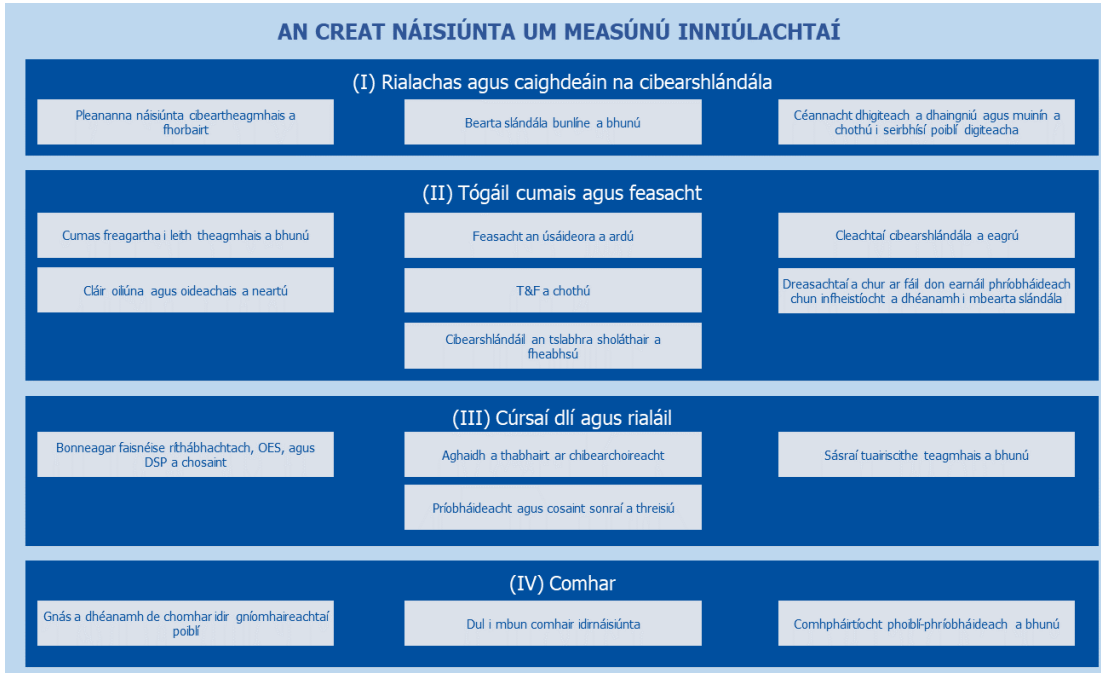 AN CREAT NÁISIÚNTA UM MEASÚNÚ INNIÚLACHTAÍ
(I) Rialachas agus caighdeáin na cibearshlándála
Pleananna náisiúnta cibeartheagmhais a
fhorbairt
Bearta slándála bunlíne a bhunú
Céannacht dhigiteach a dhaingniú agus muinín a
chothú i seirbhísí poiblí digiteacha
(II) Tógáil cumais agus feasacht
Cumas freagartha i leith theagmhais a bhunú
Feasacht an úsáideora a ardú
Cleachtaí cibearshlándála a eagrú
Cláir oiliúna agus oideachais a neartú
T&F a chothú
Dreasachtaí a chur ar fáil don earnáil phríobháideach
chun infheistíocht a dhéanamh i mbearta slándála
Cibearshlándáil an tslabhra sholáthair a
fheabhsú
(III) Cúrsaí dlí agus rialáil
Bonneagar faisnéise ríthábhachtach, OES, agus
DSP a chosaint
Aghaidh a thabhairt ar chibearchoireacht
Sásraí tuairiscithe teagmhais a bhunú
Príobháideacht agus cosaint sonraí a threisiú
(IV) Comhar
Gnás a dhéanamh de chomhar idir gníomhaireachtaí
poiblí
Dul i mbun comhair idirnáisiúnta
Comhpháirtíocht phoiblí-phríobháideach a bhunú